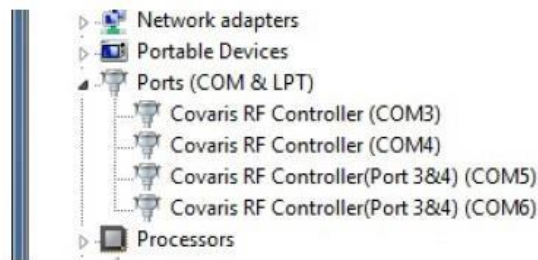 Network adapters
Portable Devices
Ports (COM & LPT)
Covaris RF Controller (COM3)
Covaris RF Controller (COM4)
Covaris RF Controller(Port 3&4) (COM5)
Covaris RF Controller(Port 3&4) (COM6)
Processors